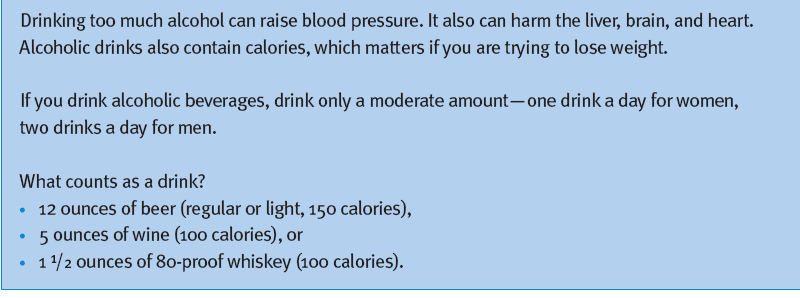 Drinking too much alcohol can raise blood pressure. It also can harm the liver, brain, and heart.
Alcoholic drinks also contain calories, which matters if you are trying to lose weight.
If you drink alcoholic beverages, drink only a moderate amount—one drink a day for women,
two drinks a day for men.
What counts as a drink?
• 12 ounces of beer (regular or light, 150 calories),
• 5 ounces of wine (100 calories), or
• 1 1/2 ounces of 80-proof whiskey (100 calories).